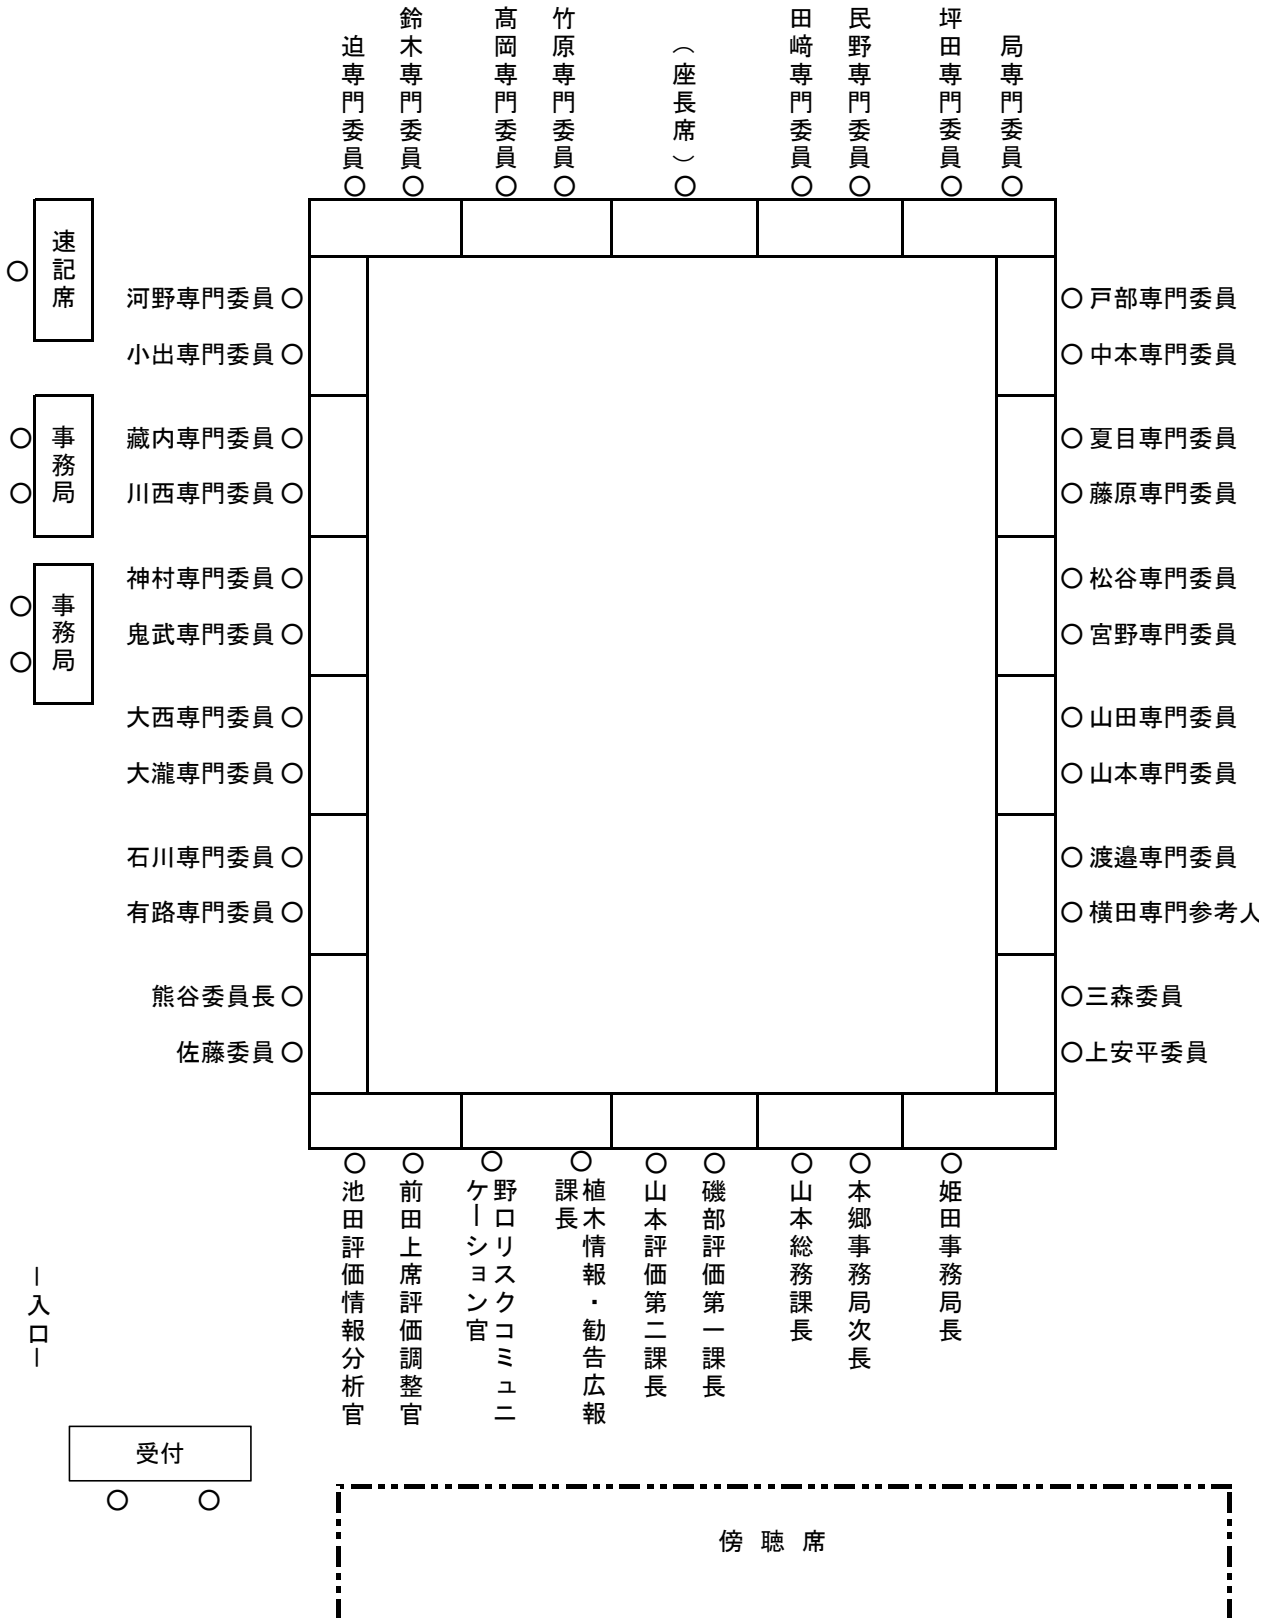 迫専門委員
鈴木専門委員
髙岡専門委員
竹原専門委員
（座長席）
田﨑専門委員
民野専門委員
坪田専門委員
局専門委員
速記席
事務局
事務局
河野専門委員
小出専門委員
藏内専門委員
川西専門委員
神村専門委員
鬼武専門委員
大西専門委員
大瀧専門委員
石川専門委員
有路専門委員
熊谷委員長
佐藤委員
戸部専門委員
中本専門委員
夏目専門委員
藤原専門委員
松谷専門委員
宮野専門委員
山田専門委員
山本専門委員
渡邉専門委員
横田専門参考人
三森委員
上安平委員
池田評価情報分析官
前田上席評価調整官
野口リスクコミュニ
ケーション官
植木情報・勧告広報
課長
山本評価第二課長
磯部評価第一課長
山本総務課長
本郷事務局次長
姫田事務局長
－入口－
受付
傍聴席